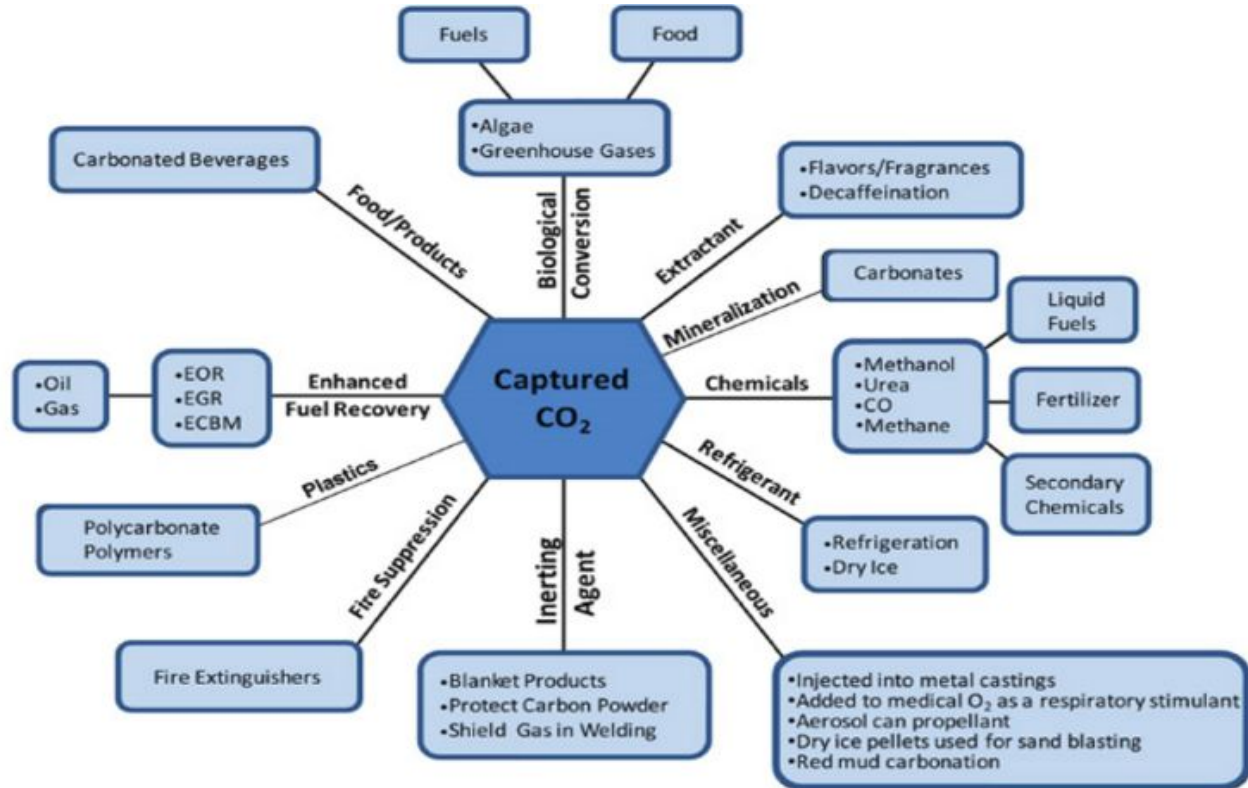 Fuels
Food
•Algae
•Greenhouse Gases
Carbonated Beverages
•Flavors/Fragrances
•Decaffeination
Food/Products
Biological
Conversion
Extractant
Mineralization
Carbonates
Liquid
Fuels
•Oil
•Gas
•EOR
•EGR
•ECBM
Enhanced
Fuel Recovery
Captured
CO₂
Chemicals
•Methanol
•Urea
•CO
•Methane
Fertilizer
Secondary
Chemicals
Plastics
Polycarbonate
Polymers
Refrigerant
•Refrigeration
•Dry Ice
Fire Suppression
Inerting
Agent
Miscellaneous
Fire Extinguishers
•Blanket Products
•Protect Carbon Powder
•Shield Gas in Welding
•Injected into metal castings
•Added to medical O₂ as a respiratory stimulant
•Aerosol can propellant
•Dry ice pellets used for sand blasting
•Red mud carbonation